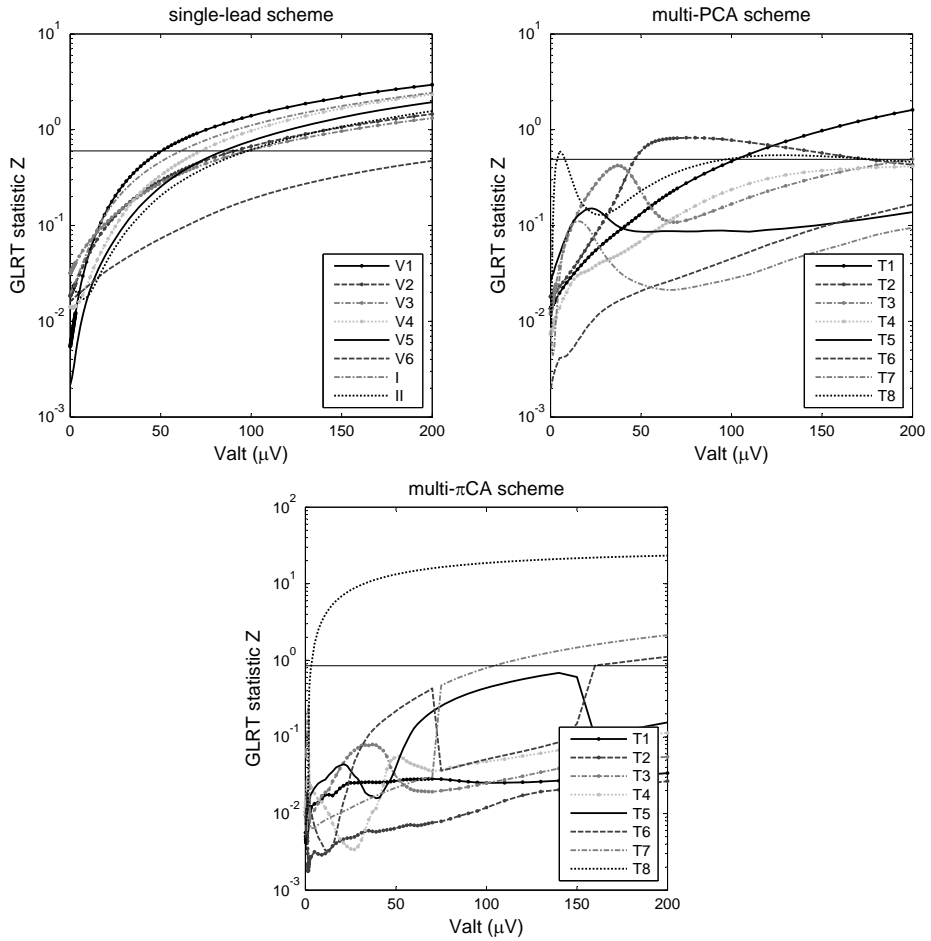 single-lead scheme
GLRT statistic Z
10^1
10^0
10^-1
10^-2
10^-3
0 50 100 150 200
Valt (μV)
V1
V2
V3
V4
V5
V6
I
II
multi-PCA scheme
GLRT statistic Z
10^1
10^0
10^-1
10^-2
10^-3
0 50 100 150 200
Valt (μV)
T1
T2
T3
T4
T5
T6
T7
T8
multi-πCA scheme
GLRT statistic Z
10^2
10^1
10^0
10^-1
10^-2
10^-3
0 50 100 150 200
Valt (μV)
T1
T2
T3
T4
T5
T6
T7
T8